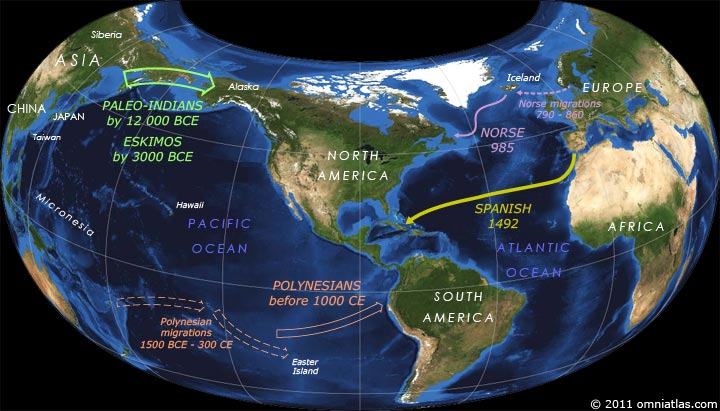 Siberia
ASIA
CHINA
JAPAN
Taiwan
Micronesia
Alaska
PALEO-INDIANS
by 12 000 BCE
ESKIMOS
by 3000 BCE
Hawaii
PACIFIC
OCEAN
NORTH
AMERICA
Iceland
EUROPE
Norse migrations
790 - 860
NORSE
985
SPANISH
1492
AFRICA
ATLANTIC
OCEAN
POLYNESIANS
before 1000 CE
SOUTH
AMERICA
Polynesian
migrations
1500 BCE - 300 CE
Easter
Island
© 2011 omniatlas.com